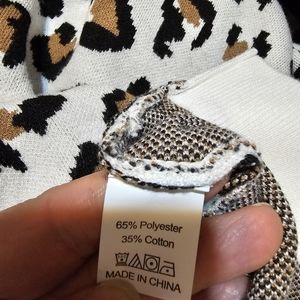 65% Polyester
35% Cotton
MADE IN CHINA